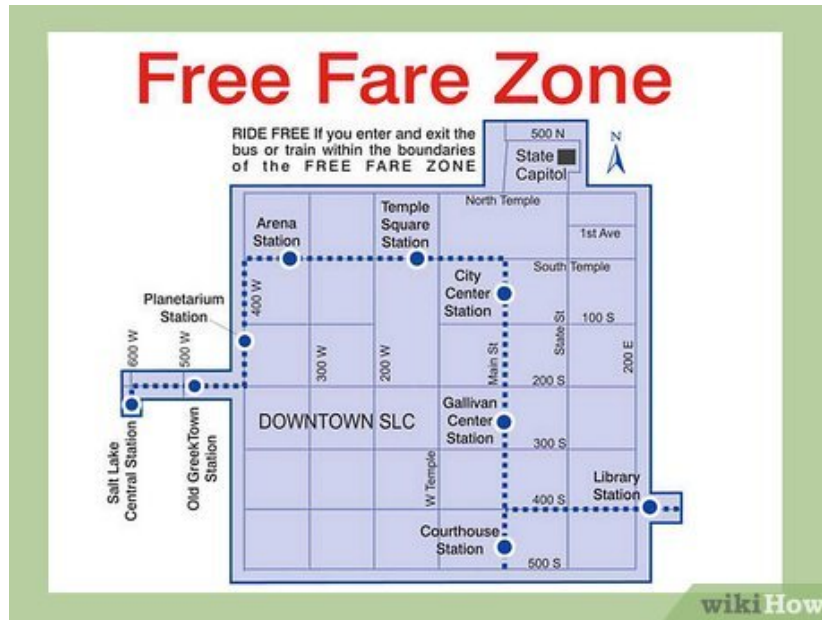 Free Fare Zone
RIDE FREE If you enter and exit the
bus or train within the boundaries
of the FREE FARE ZONE
500 N
N
State
Capitol
North Temple
Arena
Station
Temple
Square
Station
1st Ave
South Temple
City
Center
Station
Planetarium
Station
400 W
100 S
State St
600 W
500 W
300 W
200 W
Main St
200 E
200 S
DOWNTOWN SLC
Gallivan
Center
Station
300 S
Salt Lake
Central Station
Old GreekTown
Station
W Temple
Library
Station
400 S
Courthouse
Station
500 S
wikiHow